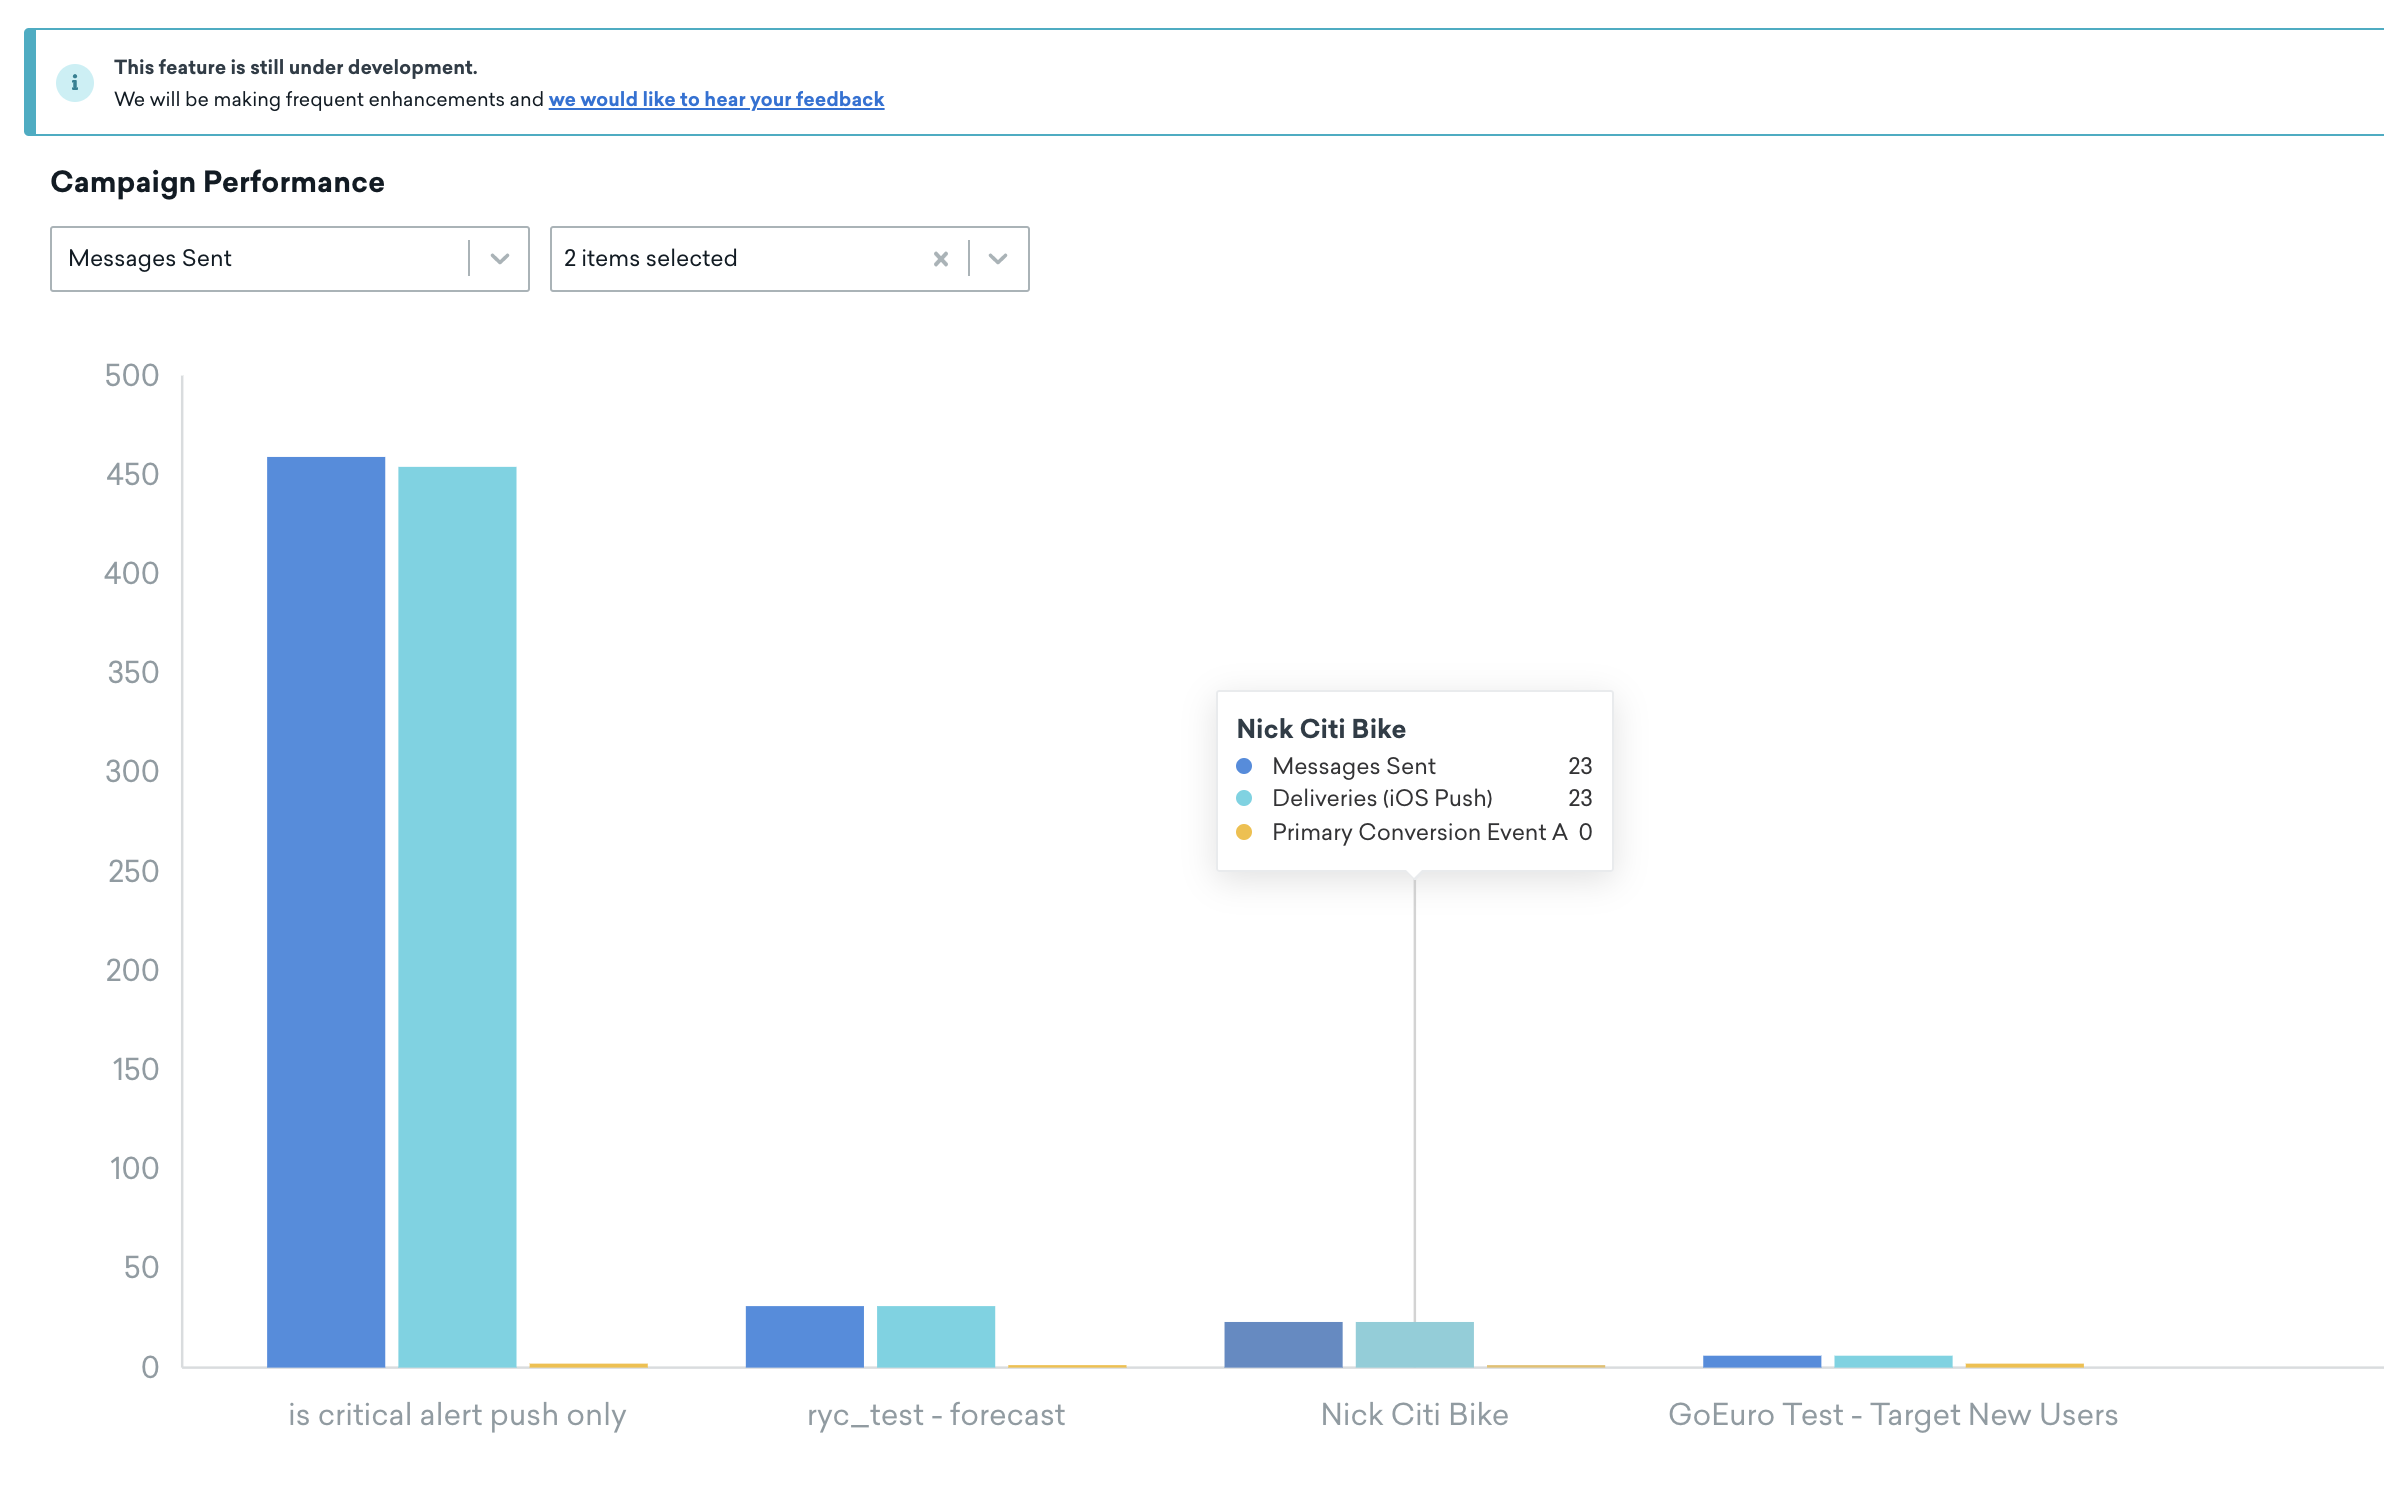 This feature is still under development.
We will be making frequent enhancements and we would like to hear your feedback
Campaign Performance
Messages Sent
2 items selected
500
450
400
350
300
250
200
150
100
50
0
Nick Citi Bike
Messages Sent 23
Deliveries (iOS Push) 23
Primary Conversion Event A 0
is critical alert push only
ryc_test - forecast
Nick Citi Bike
GoEuro Test - Target New Users